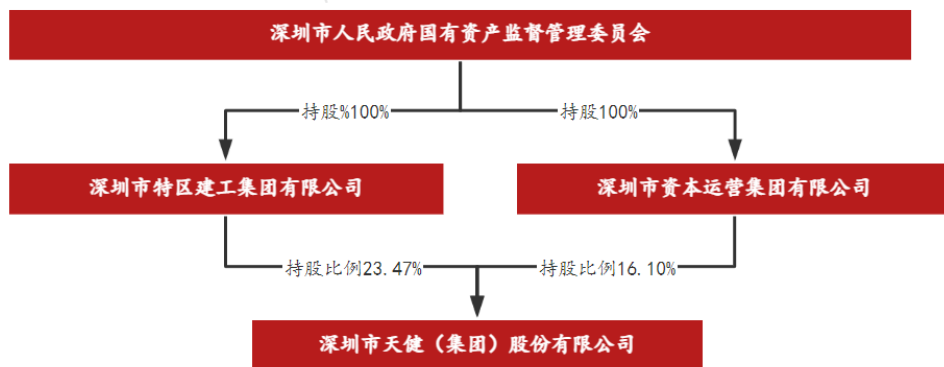 深圳市人民政府国有资产监督管理委员会
持股%100%
持股100%
深圳市特区建工集团有限公司
深圳市资本运营集团有限公司
持股比例23.47%
持股比例16.10%
深圳市天健（集团）股份有限公司